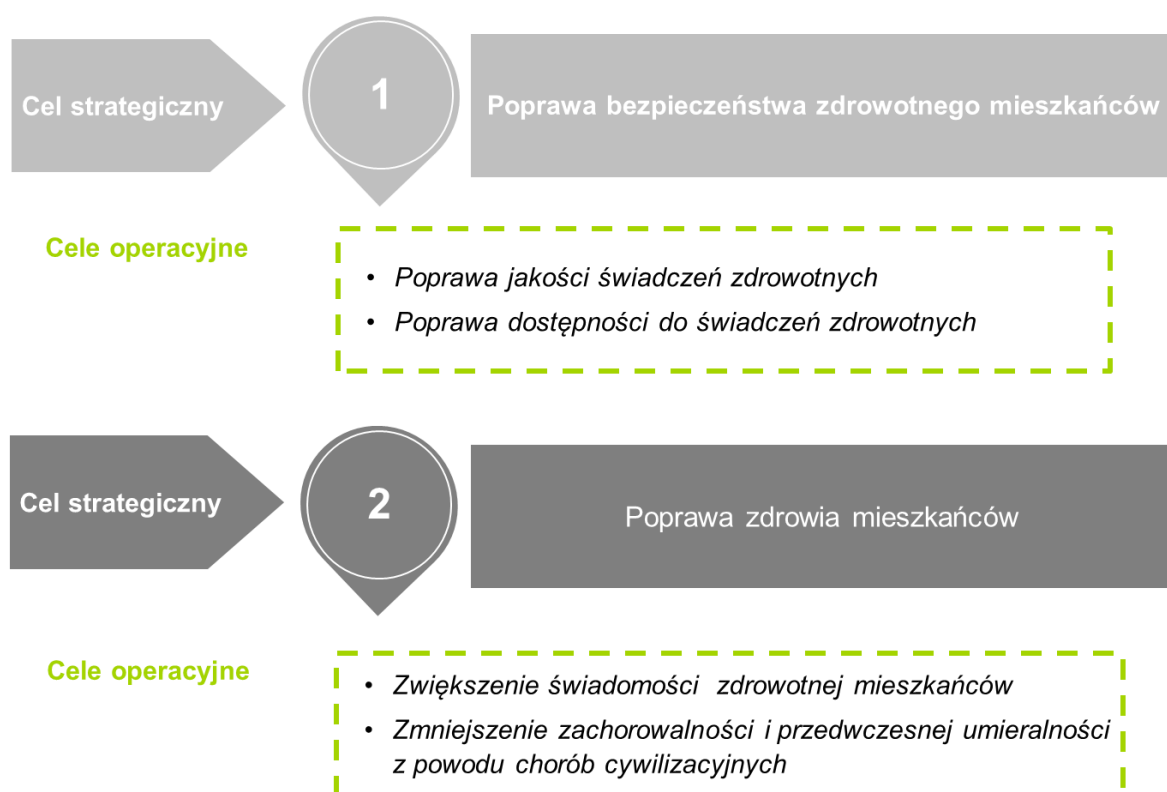 Cel strategiczny
1
Poprawa bezpieczeństwa zdrowotnego mieszkańców
Cele operacyjne
• Poprawa jakości świadczeń zdrowotnych
• Poprawa dostępności do świadczeń zdrowotnych
Cel strategiczny
2
Poprawa zdrowia mieszkańców
Cele operacyjne
• Zwiększenie świadomości zdrowotnej mieszkańców
• Zmniejszenie zachorowalności i przedwczesnej umieralności
z powodu chorób cywilizacyjnych